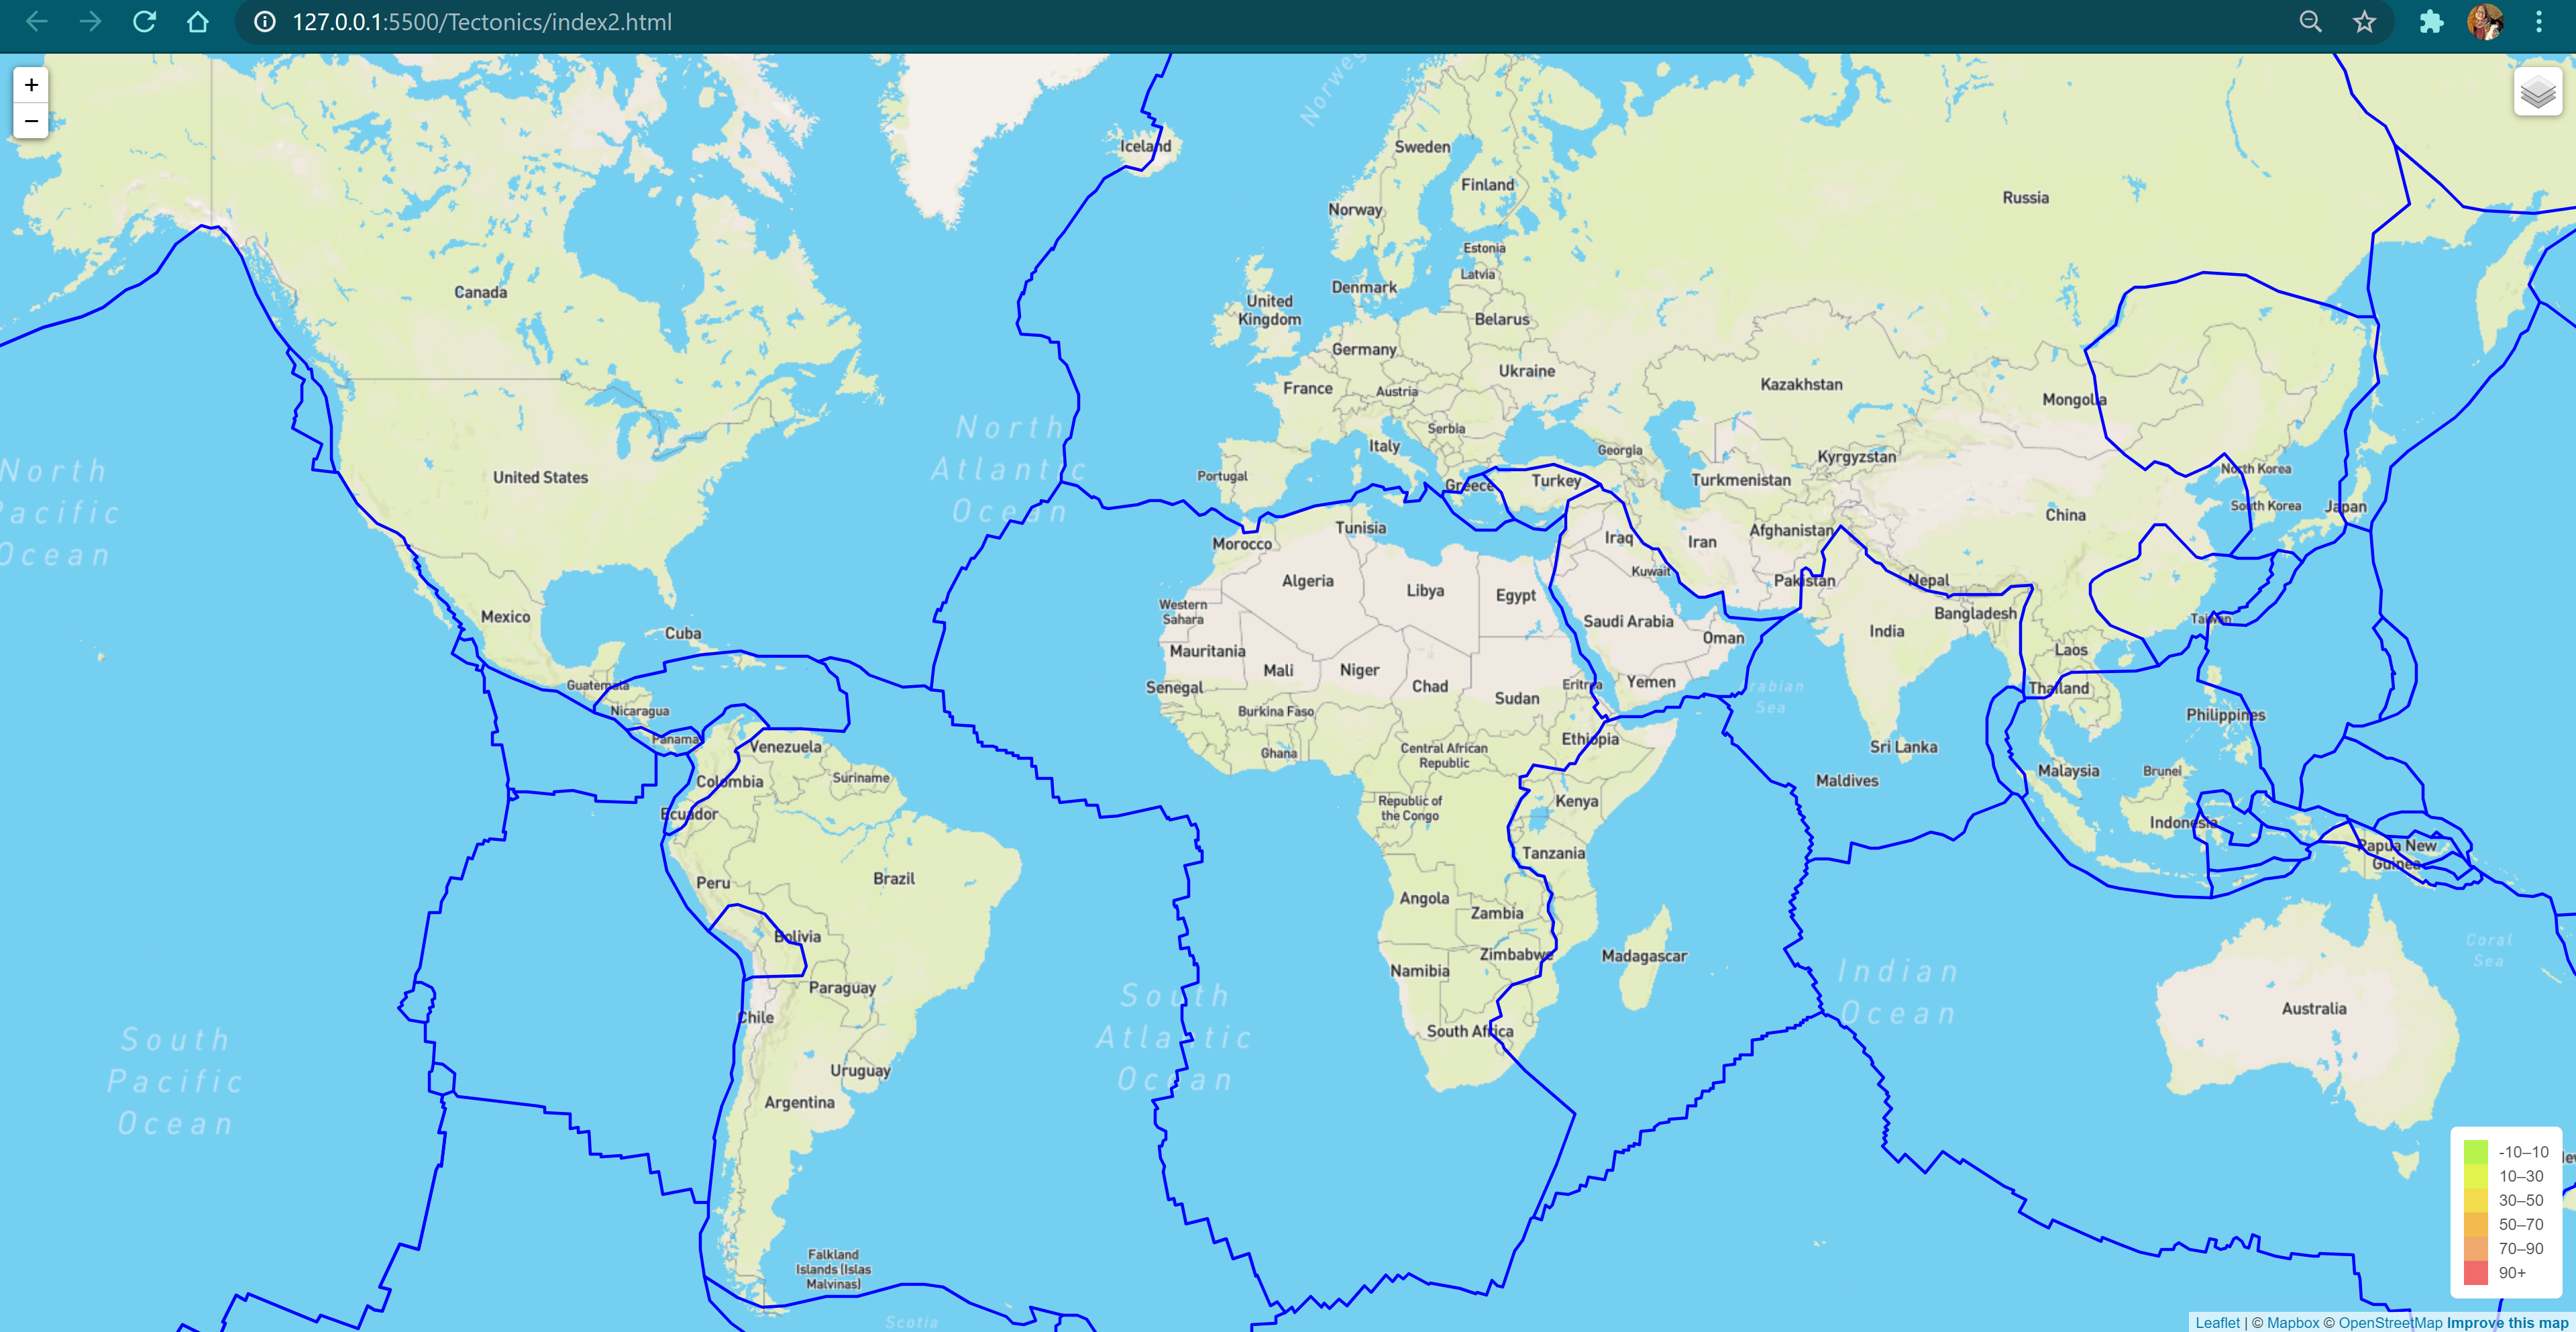 127.0.0.1:5500/Tectonics/index2.html
+
−
Iceland
Sweden
Finland
Norway
Russia
Estonia
Latvia
Denmark
Canada
United
Kingdom
Belarus
Germany
Ukraine
France
Austria
Kazakhstan
Mongolia
North
Atlantic
Ocean
Serbia
Italy
Georgia
Kyrgyzstan
North
Pacific
Ocean
United States
Portugal
Greece
Turkey
Turkmenistan
North Korea
South Korea
Japan
China
Tunisia
Morocco
Iraq
Iran
Afghanistan
Kuwait
Pakistan
Nepal
Algeria
Libya
Egypt
Western
Sahara
Mexico
Cuba
Saudi Arabia
Oman
India
Bangladesh
Taiwan
Mauritania
Mali
Niger
Chad
Sudan
Eritrea
Yemen
Laos
Thailand
Arabian
Sea
Guatemala
Nicaragua
Senegal
Burkina Faso
Philippines
Panama
Venezuela
Ghana
Central African
Republic
Ethiopia
Sri Lanka
Colombia
Suriname
Maldives
Malaysia
Brunei
Ecuador
Republic of
the Congo
Kenya
Indonesia
Tanzania
Papua New
Guinea
Peru
Brazil
Angola
Zambia
Bolivia
Zimbabwe
Madagascar
Coral
Sea
Namibia
Indian
Ocean
Paraguay
South
Atlantic
Ocean
Chile
South Africa
Australia
South
Pacific
Ocean
Uruguay
Argentina
Falkland
Islands (Islas
Malvinas)
Scotia
-10–10
10–30
30–50
50–70
70–90
90+
Leaflet | © Mapbox © OpenStreetMap Improve this map